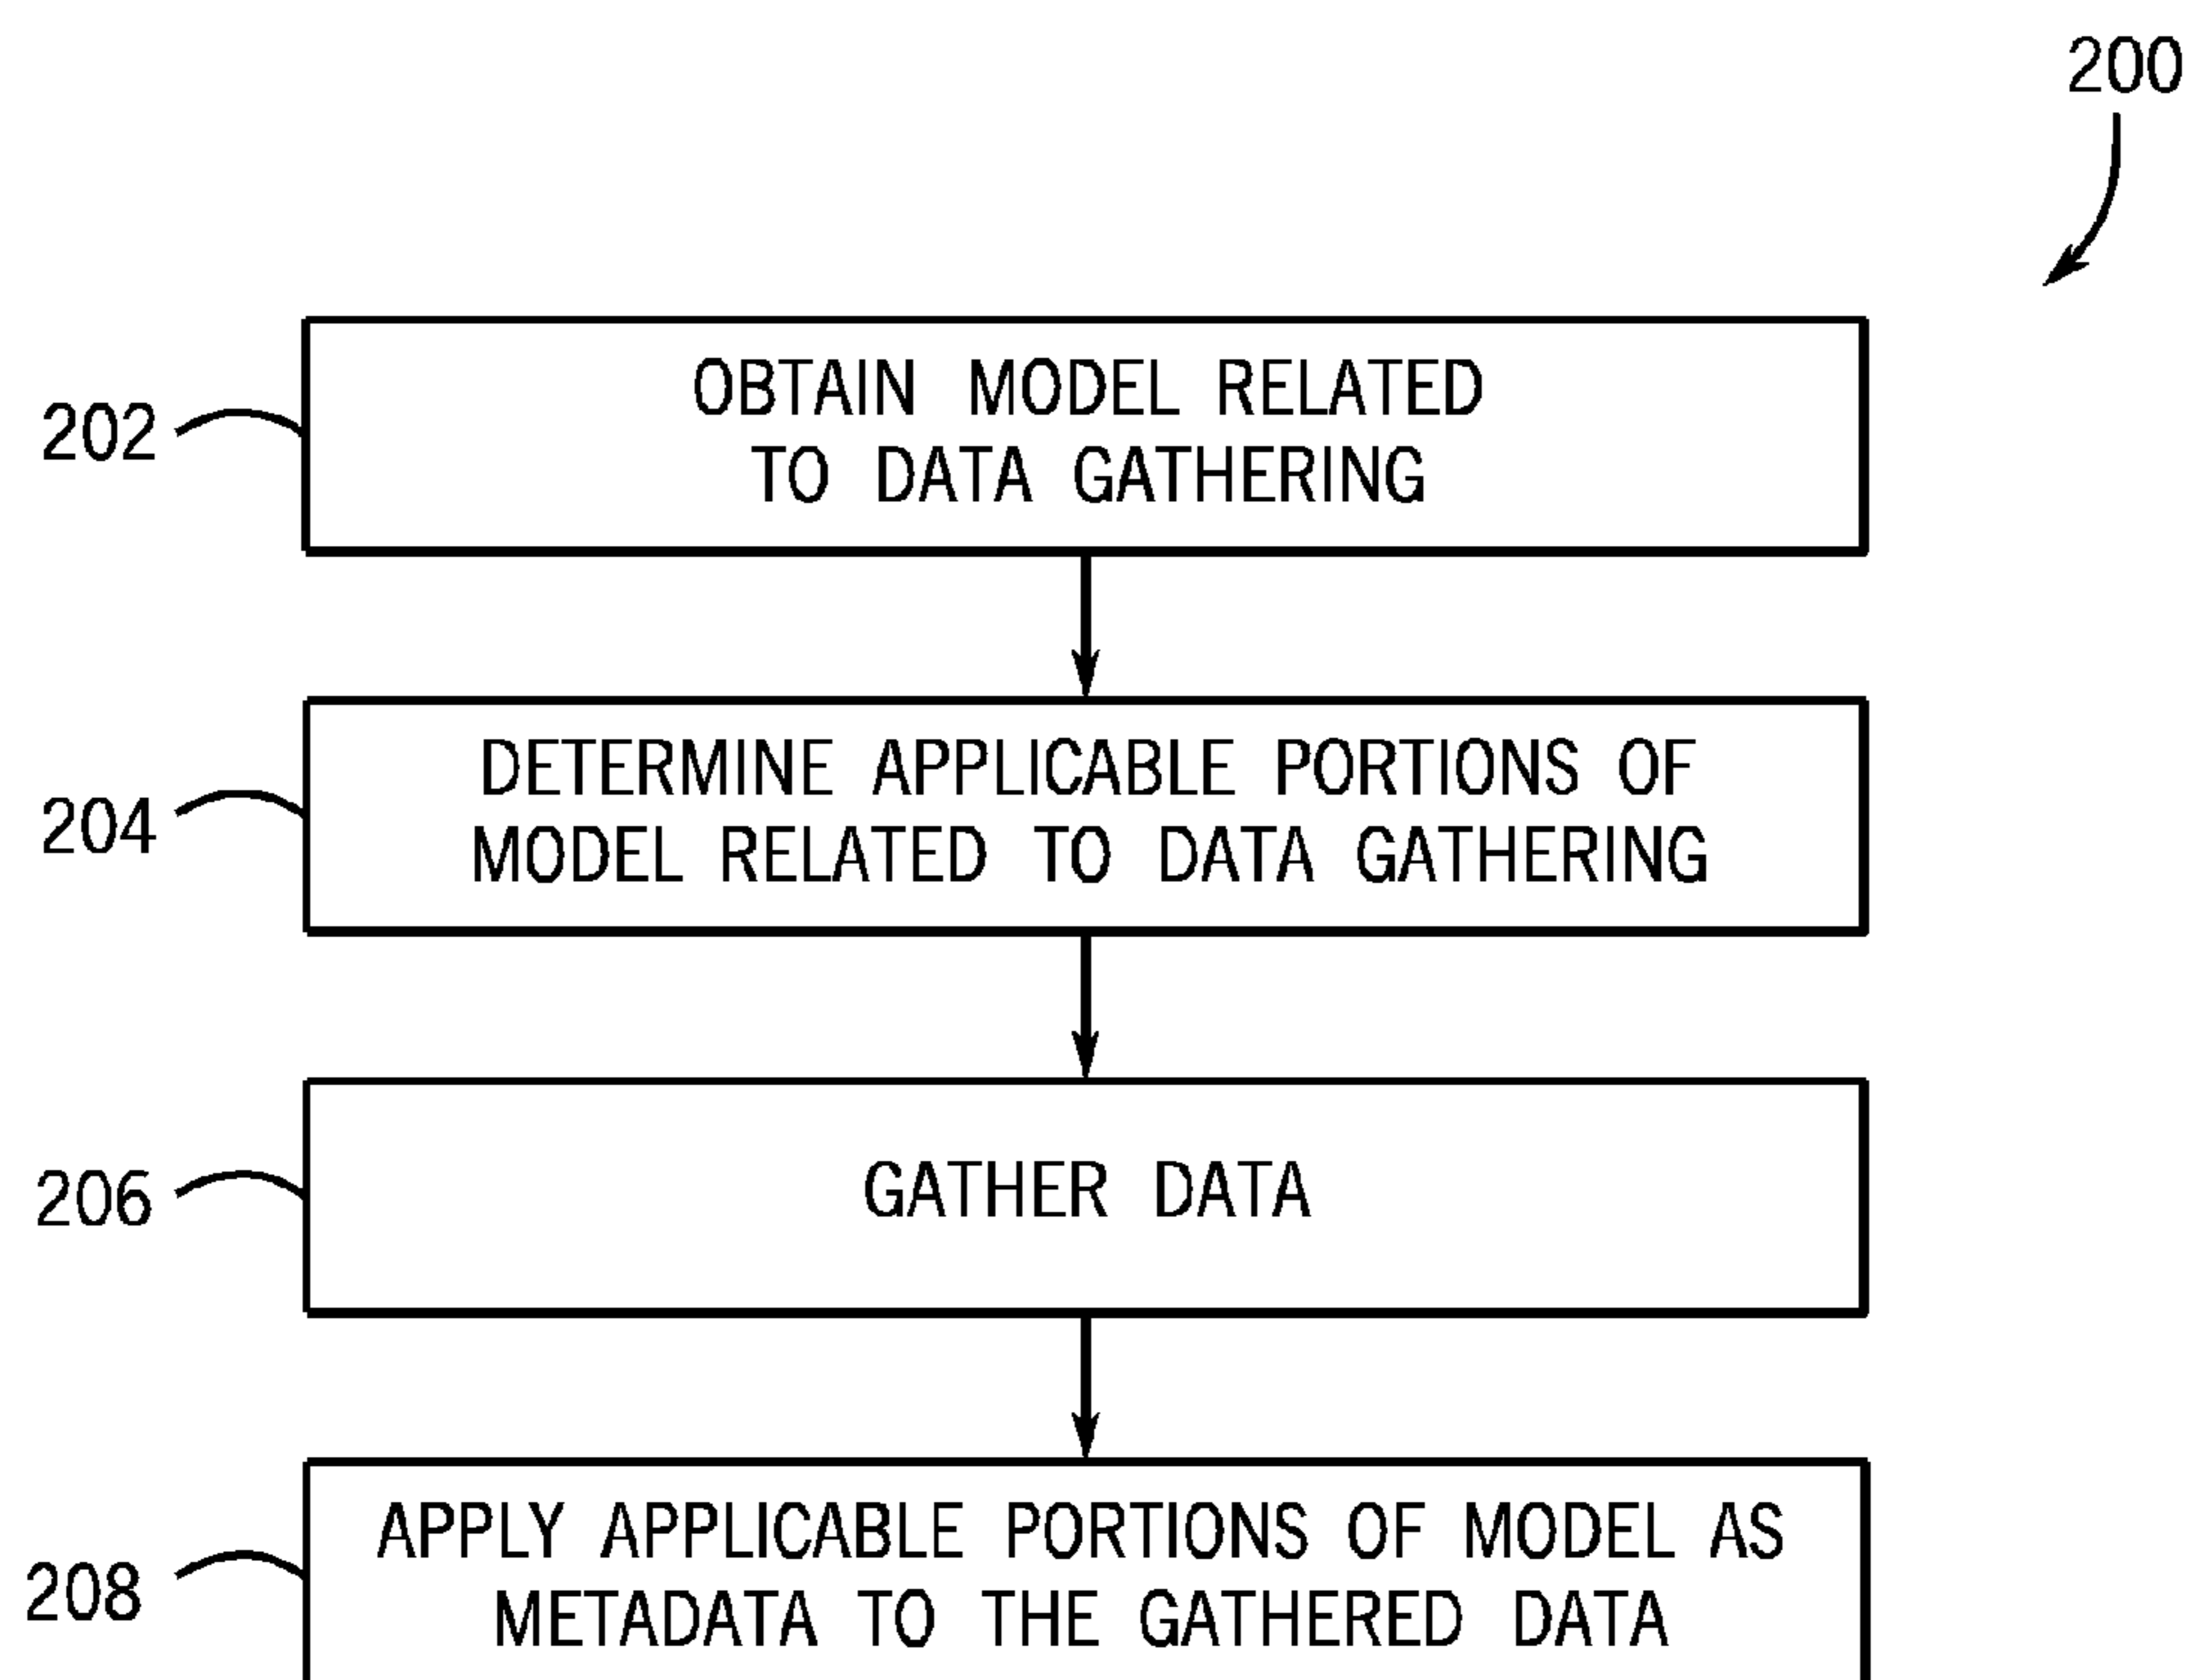 200
202
OBTAIN MODEL RELATED
TO DATA GATHERING
204
DETERMINE APPLICABLE PORTIONS OF
MODEL RELATED TO DATA GATHERING
206
GATHER DATA
208
APPLY APPLICABLE PORTIONS OF MODEL AS
METADATA TO THE GATHERED DATA